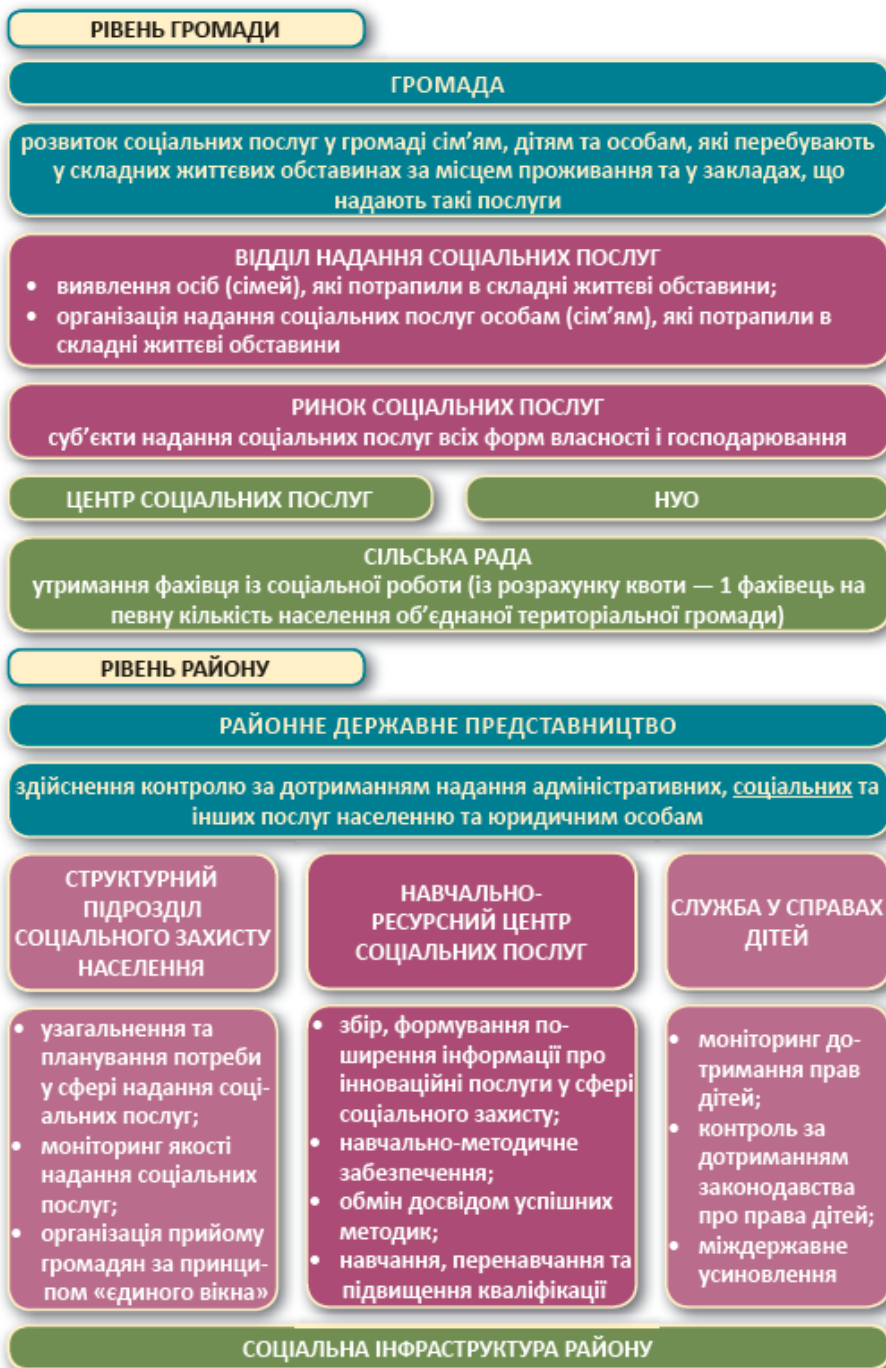 РІВЕНЬ ГРОМАДИ
ГРОМАДА
розвиток соціальних послуг у громаді сім’ям, дітям та особам, які перебувають
у складних життєвих обставинах за місцем проживання та у закладах, що
надають такі послуги
ВІДДІЛ НАДАННЯ СОЦІАЛЬНИХ ПОСЛУГ
• виявлення осіб (сімей), які потрапили в складні життєві обставини;
• організація надання соціальних послуг особам (сім’ям), які потрапили в
складні життєві обставини
РИНОК СОЦІАЛЬНИХ ПОСЛУГ
суб’єкти надання соціальних послуг всіх форм власності і господарювання
ЦЕНТР СОЦІАЛЬНИХ ПОСЛУГ
НУО
СІЛЬСЬКА РАДА
утримання фахівця із соціальної роботи (із розрахунку квоти — 1 фахівець на
певну кількість населення об’єднаної територіальної громади)
РІВЕНЬ РАЙОНУ
РАЙОННЕ ДЕРЖАВНЕ ПРЕДСТАВНИЦТВО
здійснення контролю за дотриманням надання адміністративних, соціальних та
інших послуг населенню та юридичним особам
СТРУКТУРНИЙ
ПІДРОЗДІЛ
СОЦІАЛЬНОГО ЗАХИСТУ
НАСЕЛЕННЯ
• узагальнення та
планування потреби
у сфері надання соці-
альних послуг;
• моніторинг якості
надання соціальних
послуг;
• організація прийому
громадян за принци-
пом «єдиного вікна»
НАВЧАЛЬНО-
РЕСУРСНИЙ ЦЕНТР
СОЦІАЛЬНИХ ПОСЛУГ
• збір, формування по-
ширення інформації про
інноваційні послуги у сфері
соціального захисту;
• навчально-методичне
забезпечення;
• обмін досвідом успішних
методик;
• навчання, перенавчання та
підвищення кваліфікації
СЛУЖБА У СПРАВАХ
ДІТЕЙ
• моніторинг до-
тримання прав
дітей;
• контроль за
дотриманням
законодавства
про права дітей;
• міждержавне
усиновлення
СОЦІАЛЬНА ІНФРАСТРУКТУРА РАЙОНУ